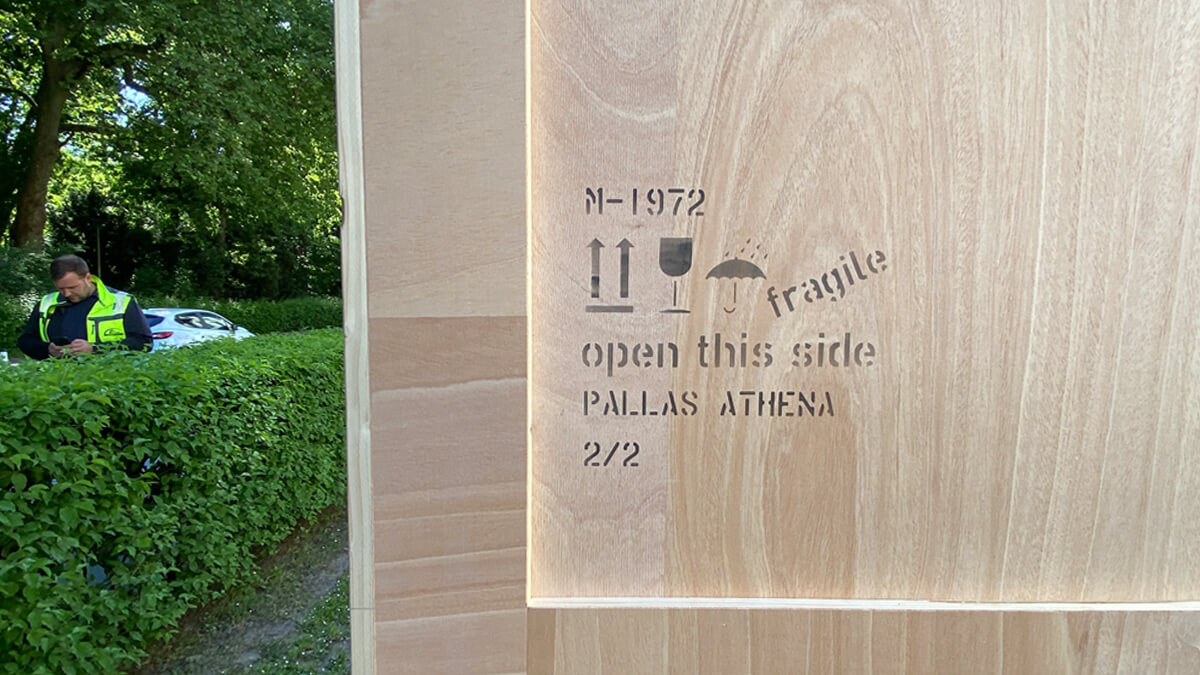 M-1972
fragile
open this side
PALLAS ATHENA
2/2